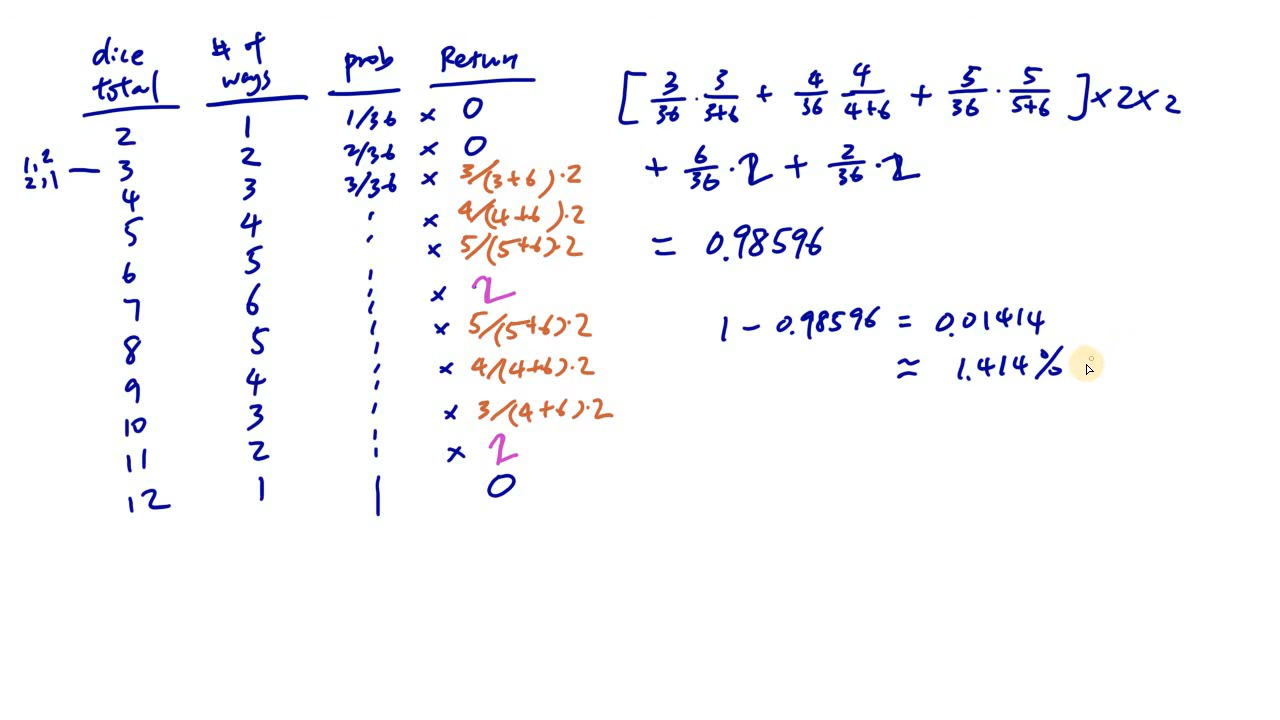 dice total | # of ways | prob | Return
2 | 1 | 1/36 × 0
1,2 2,1 — 3 | 2 | 2/36 × 0
4 | 3 | 3/36 × 3/(3+6)·2
5 | 4 | ' × 4/(4+6)·2
6 | 5 | ' × 5/(5+6)·2
7 | 6 | ' × 2
8 | 5 | ' × 5/(5+6)·2
9 | 4 | ' × 4/(4+6)·2
10 | 3 | ' × 3/(4+6)·2
11 | 2 | ' × 2
12 | 1 | | 0
[3/36 · 3/3+6 + 4/36 4/4+6 + 5/36 · 5/5+6] × 2 × 2
+ 6/36 · 2 + 2/36 · 2
= 0.98596
1 − 0.98596 = 0.01414
≈ 1.414%